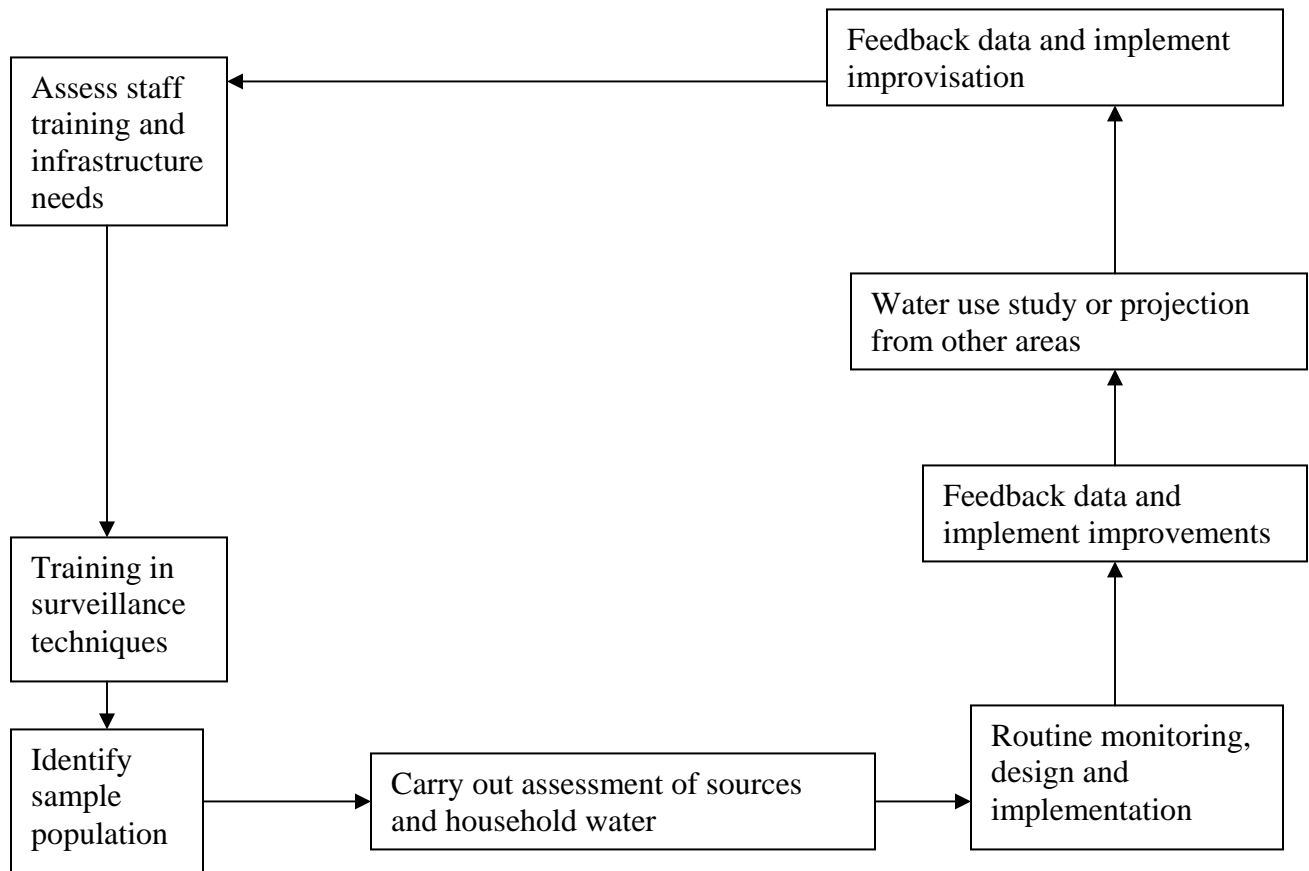 Feedback data and implement
improvisation
Assess staff
training and
infrastructure
needs
Water use study or projection
from other areas
Feedback data and
implement improvements
Training in
surveillance
techniques
Identify
sample
population
Carry out assessment of sources
and household water
Routine monitoring,
design and
implementation